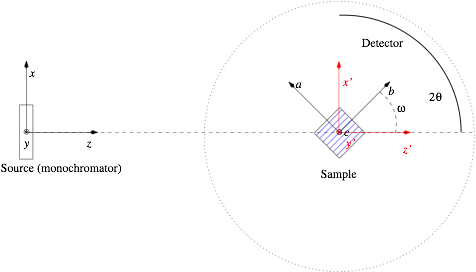 Detector
x
x'
a
b
2θ
ω
y
z
c
y'
z'
Source (monochromator)
Sample